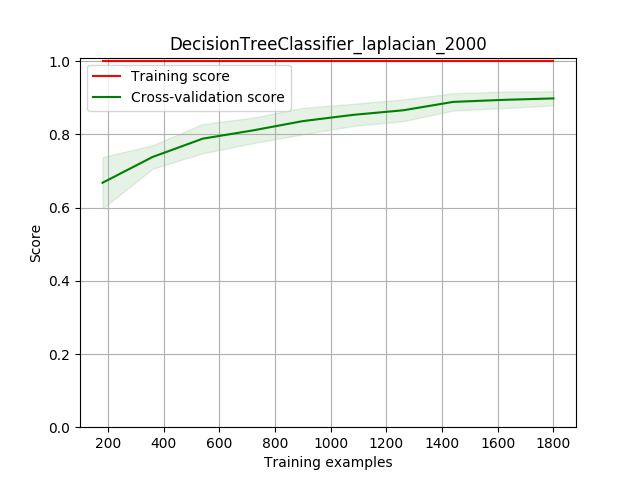 DecisionTreeClassifier_laplacian_2000
Training score
Cross-validation score
1.0
0.8
0.6
0.4
0.2
0.0
Score
200 400 600 800 1000 1200 1400 1600 1800
Training examples